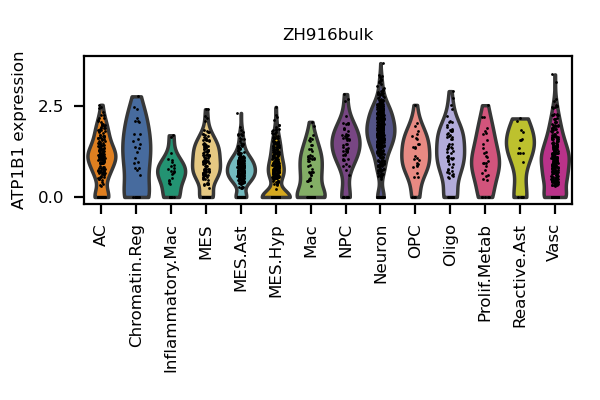 ZH916bulk
ATP1B1 expression
2.5
0.0
AC
Chromatin.Reg
Inflammatory.Mac
MES
MES.Ast
MES.Hyp
Mac
NPC
Neuron
OPC
Oligo
Prolif.Metab
Reactive.Ast
Vasc